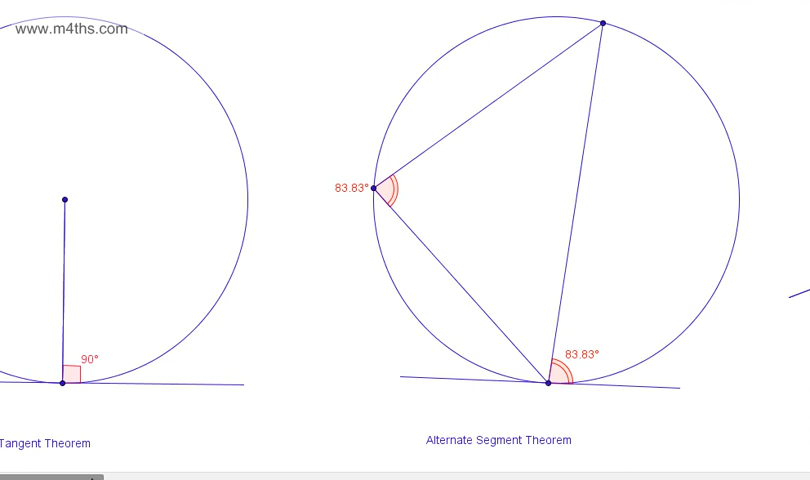 www.m4ths.com
83.83°
90°
83.83°
Tangent Theorem
Alternate Segment Theorem